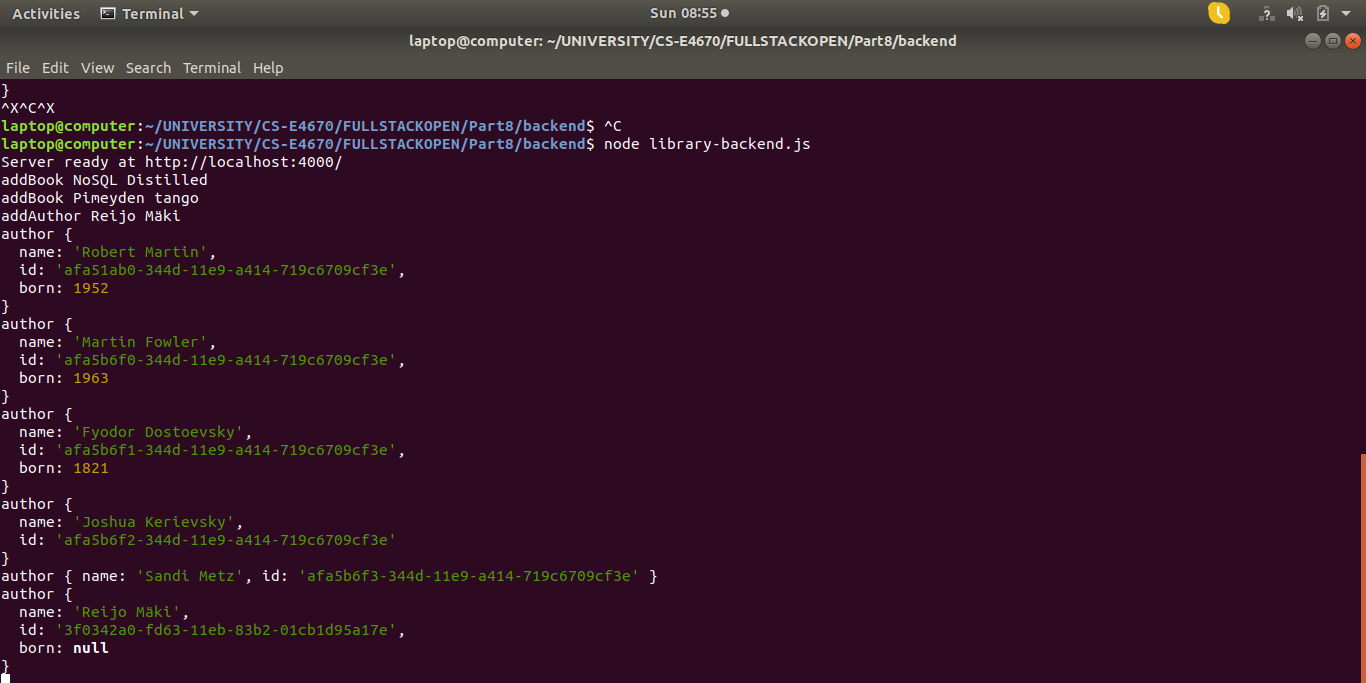 Activities Terminal Sun 08:55
laptop@computer: ~/UNIVERSITY/CS-E4670/FULLSTACKOPEN/Part8/backend
File Edit View Search Terminal Help
}
^X^C^X
laptop@computer:~/UNIVERSITY/CS-E4670/FULLSTACKOPEN/Part8/backend$ ^C
laptop@computer:~/UNIVERSITY/CS-E4670/FULLSTACKOPEN/Part8/backend$ node library-backend.js
Server ready at http://localhost:4000/
addBook NoSQL Distilled
addBook Pimeyden tango
addAuthor Reijo Mäki
author {
  name: 'Robert Martin',
  id: 'afa51ab0-344d-11e9-a414-719c6709cf3e',
  born: 1952
}
author {
  name: 'Martin Fowler',
  id: 'afa5b6f0-344d-11e9-a414-719c6709cf3e',
  born: 1963
}
author {
  name: 'Fyodor Dostoevsky',
  id: 'afa5b6f1-344d-11e9-a414-719c6709cf3e',
  born: 1821
}
author {
  name: 'Joshua Kerievsky',
  id: 'afa5b6f2-344d-11e9-a414-719c6709cf3e'
}
author { name: 'Sandi Metz', id: 'afa5b6f3-344d-11e9-a414-719c6709cf3e' }
author {
  name: 'Reijo Mäki',
  id: '3f0342a0-fd63-11eb-83b2-01cb1d95a17e',
  born: null
}